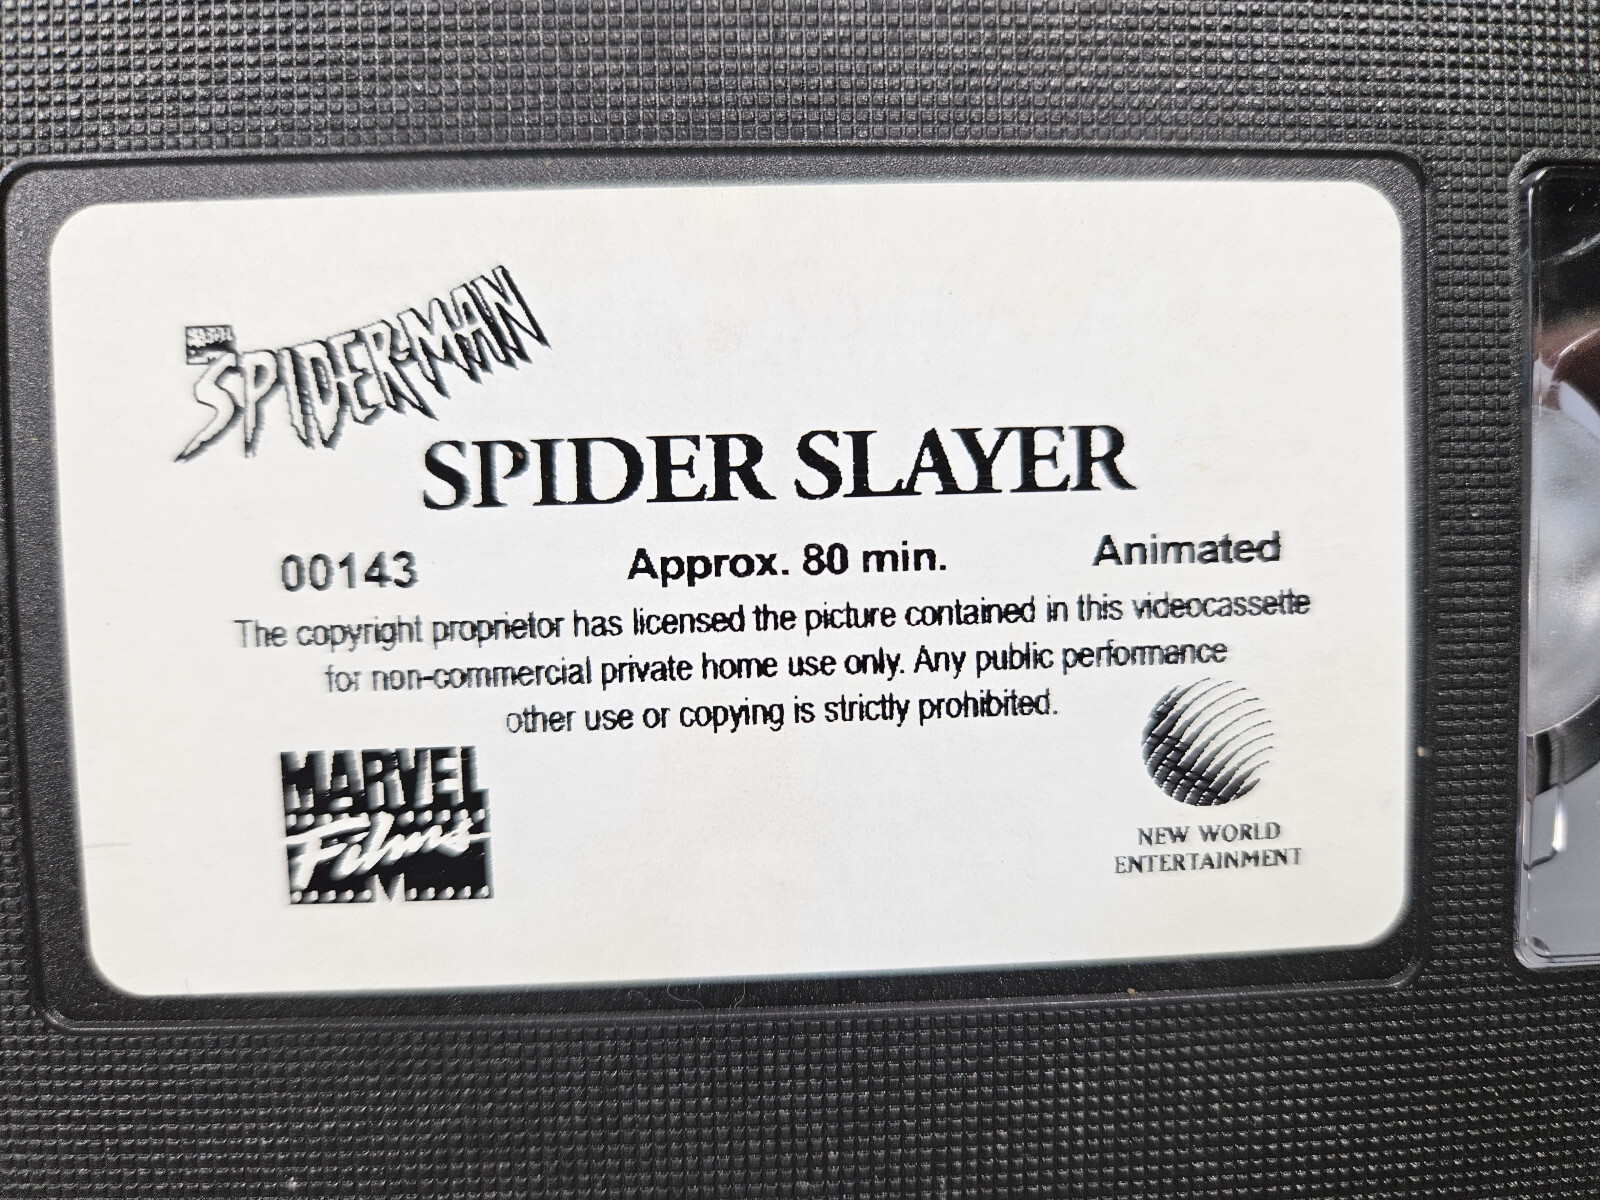 SPIDER-MAN
SPIDER SLAYER
00143 Approx. 80 min. Animated
The copyright proprietor has licensed the picture contained in this videocassette
for non-commercial private home use only. Any public performance
other use or copying is strictly prohibited.
MARVEL
Films
NEW WORLD
ENTERTAINMENT